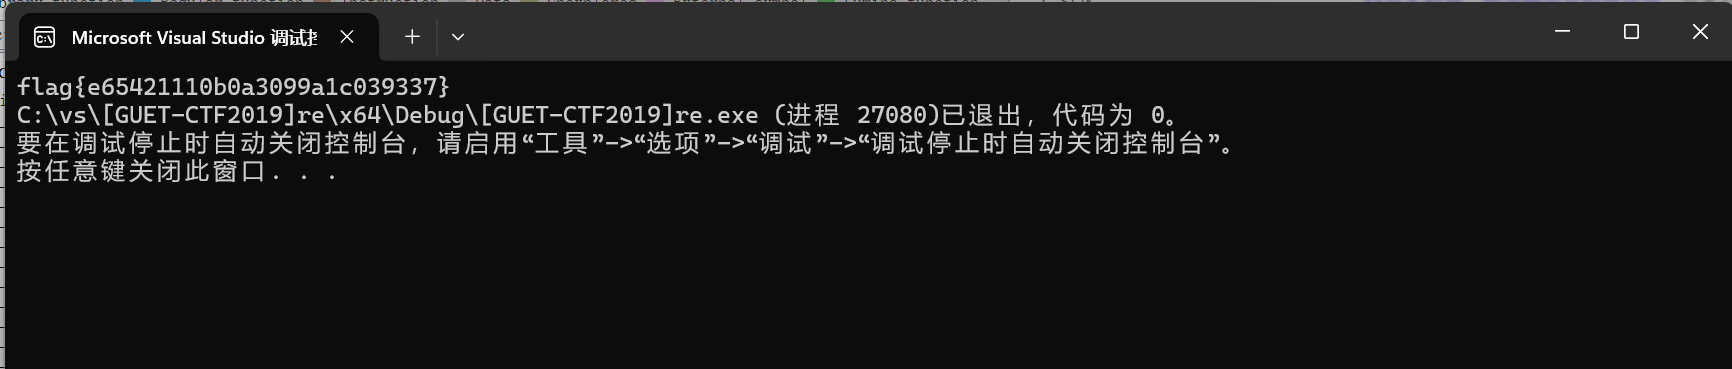 Microsoft Visual Studio 调试
flag{e65421110b0a3099a1c039337}
C:\vs\[GUET-CTF2019]re\x64\Debug\[GUET-CTF2019]re.exe (进程 27080)已退出，代码为 0。
要在调试停止时自动关闭控制台，请启用“工具”->“选项”->“调试”->“调试停止时自动关闭控制台”。
按任意键关闭此窗口. . .